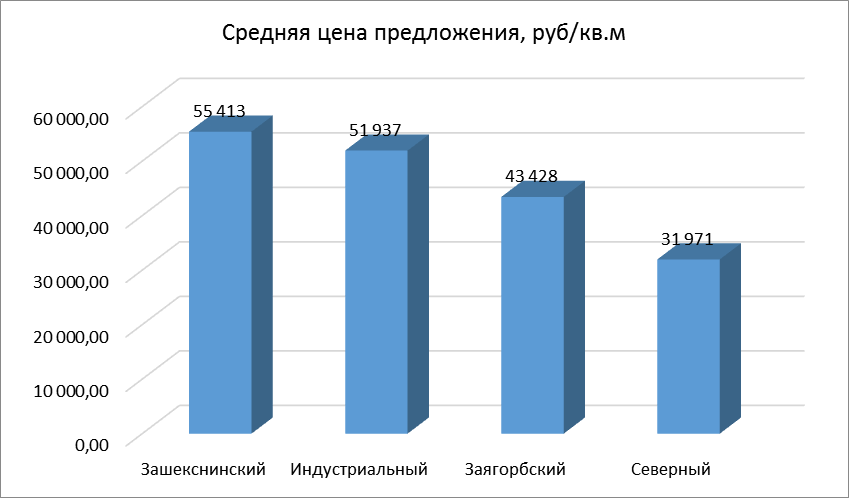 Средняя цена предложения, руб/кв.м
60 000,00
50 000,00
40 000,00
30 000,00
20 000,00
10 000,00
0,00
55 413
51 937
43 428
31 971
Зашекснинский
Индустриальный
Заягорбский
Северный